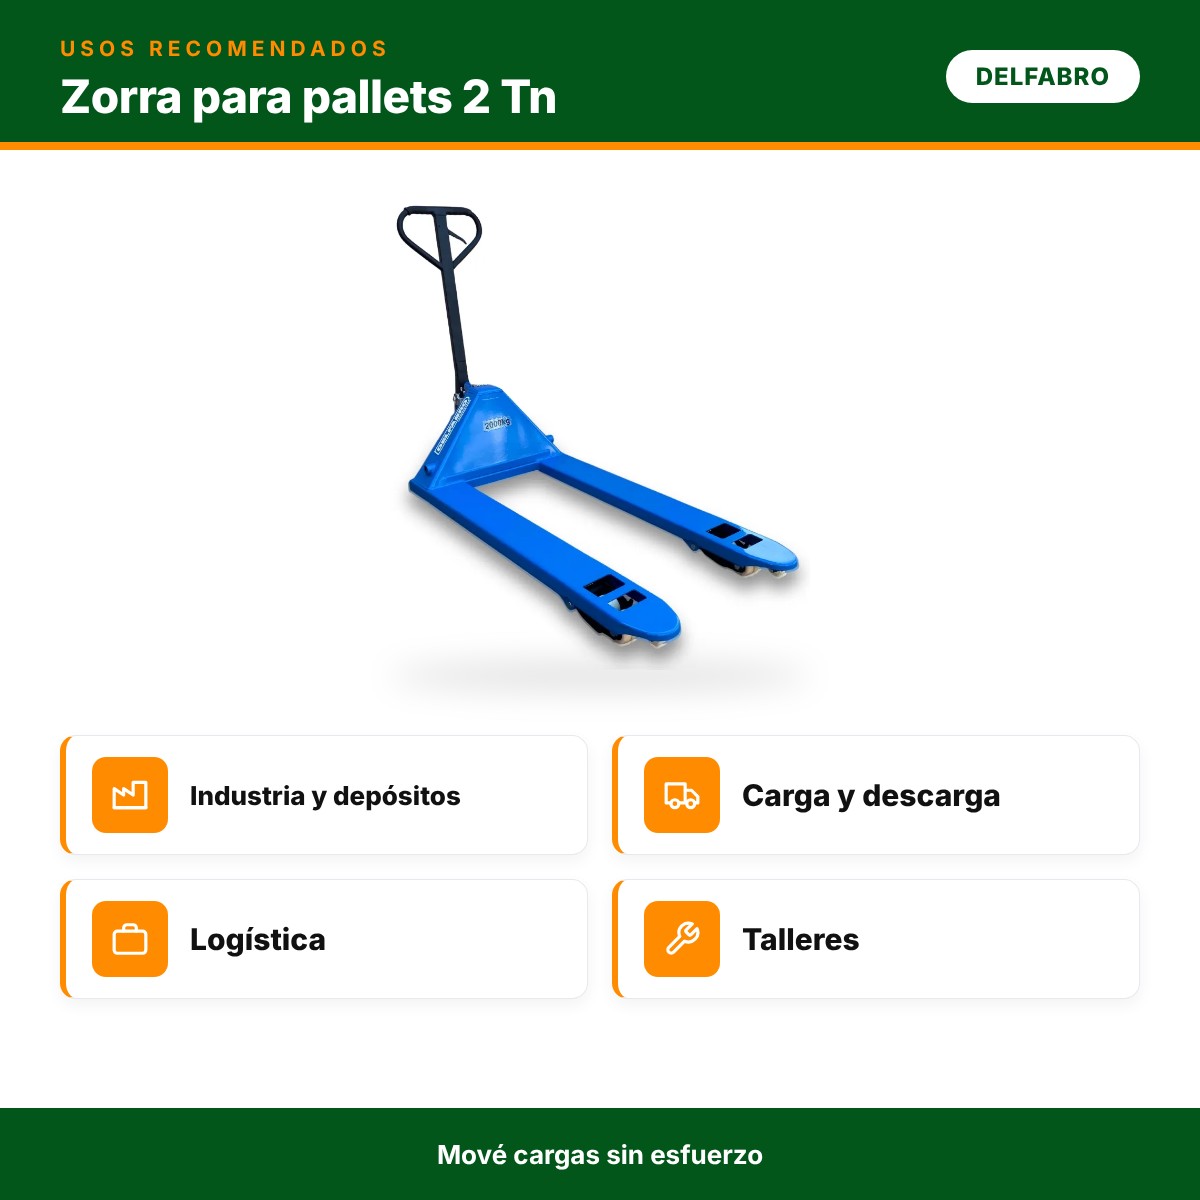 USOS RECOMENDADOS
Zorra para pallets 2 Tn
DELFABRO
DELFABRO
2000kg
Industria y depósitos
Carga y descarga
Logística
Talleres
Mové cargas sin esfuerzo